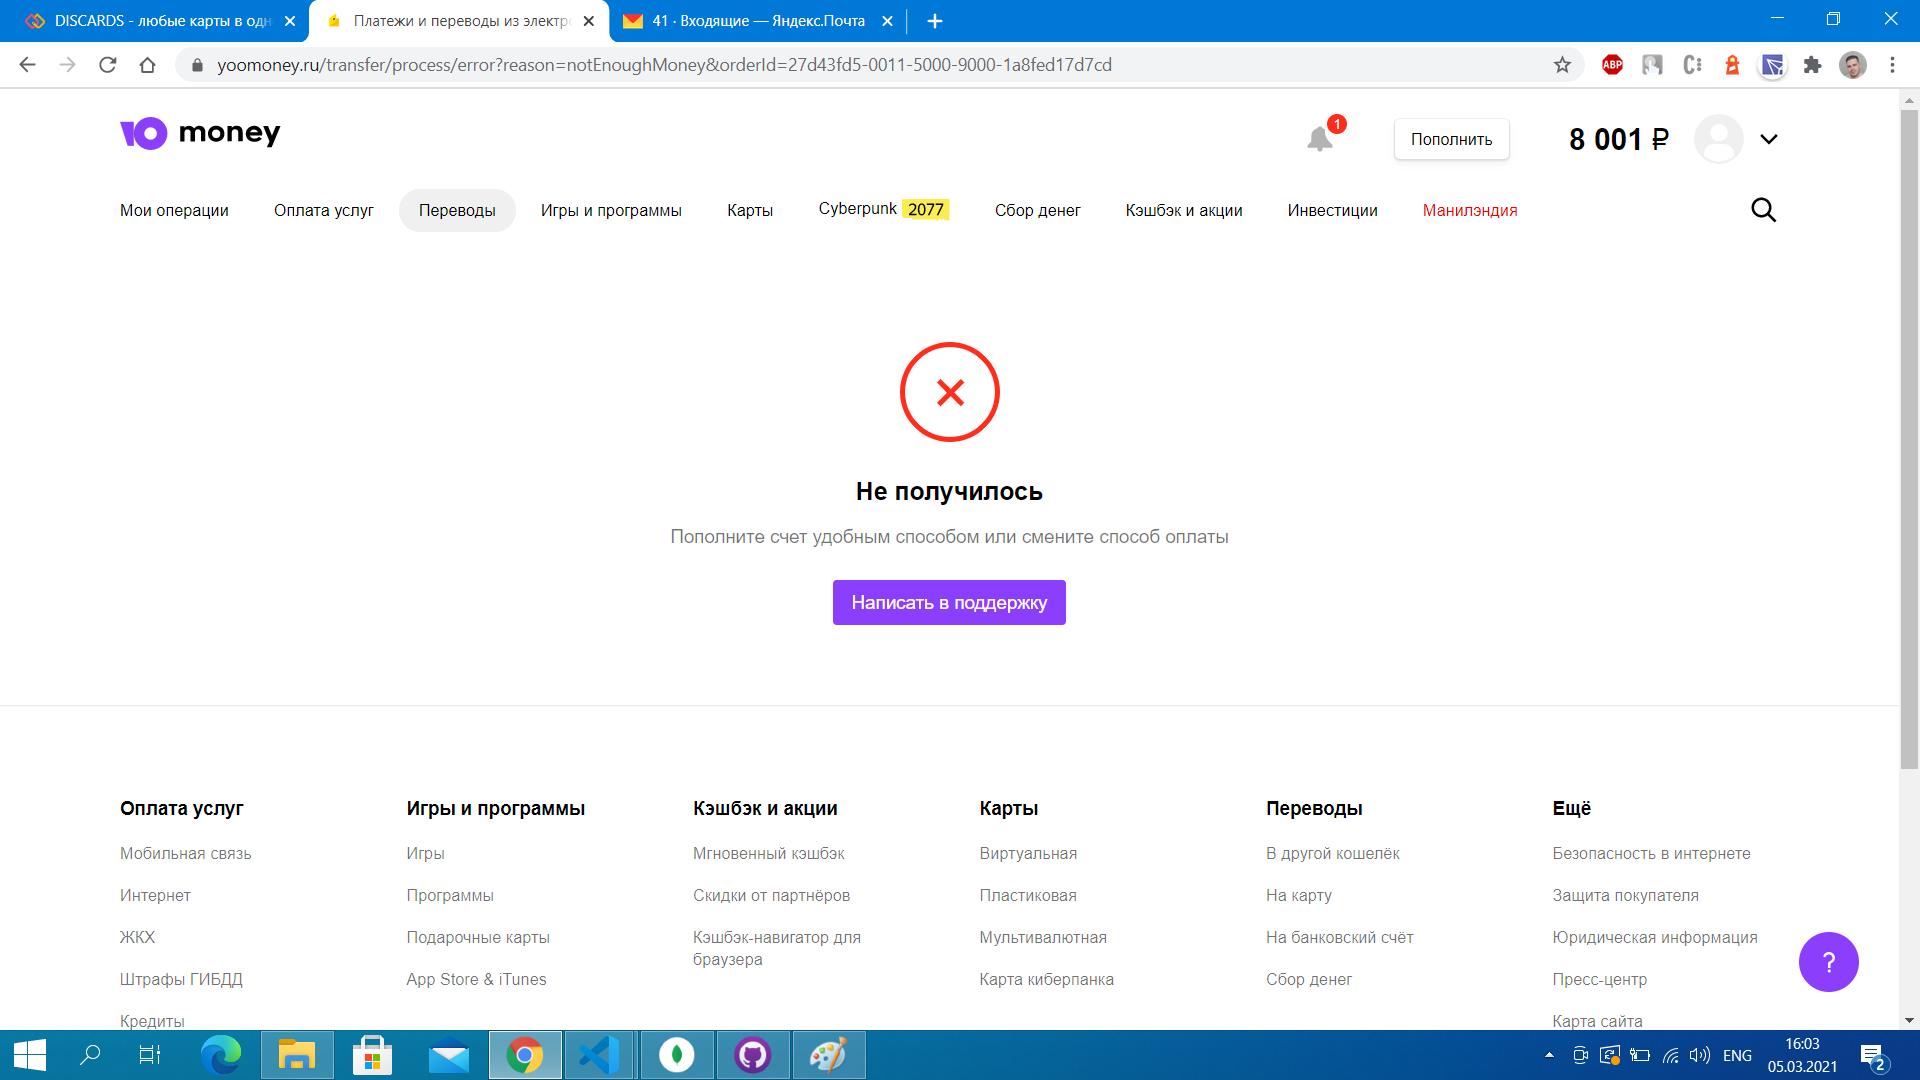 DISCARDS - любые карты в одн
Платежи и переводы из электро
41 · Входящие — Яндекс.Почта
yoomoney.ru/transfer/process/error?reason=notEnoughMoney&orderId=27d43fd5-0011-5000-9000-1a8fed17d7cd
ABP
money
1
Пополнить
8 001 ₽
Мои операции
Оплата услуг
Переводы
Игры и программы
Карты
Cyberpunk 2077
Сбор денег
Кэшбэк и акции
Инвестиции
Манилэндия
Не получилось
Пополните счет удобным способом или смените способ оплаты
Написать в поддержку
Оплата услуг
Мобильная связь
Интернет
ЖКХ
Штрафы ГИБДД
Кредиты
Игры и программы
Игры
Программы
Подарочные карты
App Store & iTunes
Кэшбэк и акции
Мгновенный кэшбэк
Скидки от партнёров
Кэшбэк-навигатор для
браузера
Карты
Виртуальная
Пластиковая
Мультивалютная
Карта киберпанка
Переводы
В другой кошелёк
На карту
На банковский счёт
Сбор денег
Ещё
Безопасность в интернете
Защита покупателя
Юридическая информация
Пресс-центр
Карта сайта
?
ENG
16:03
05.03.2021
2